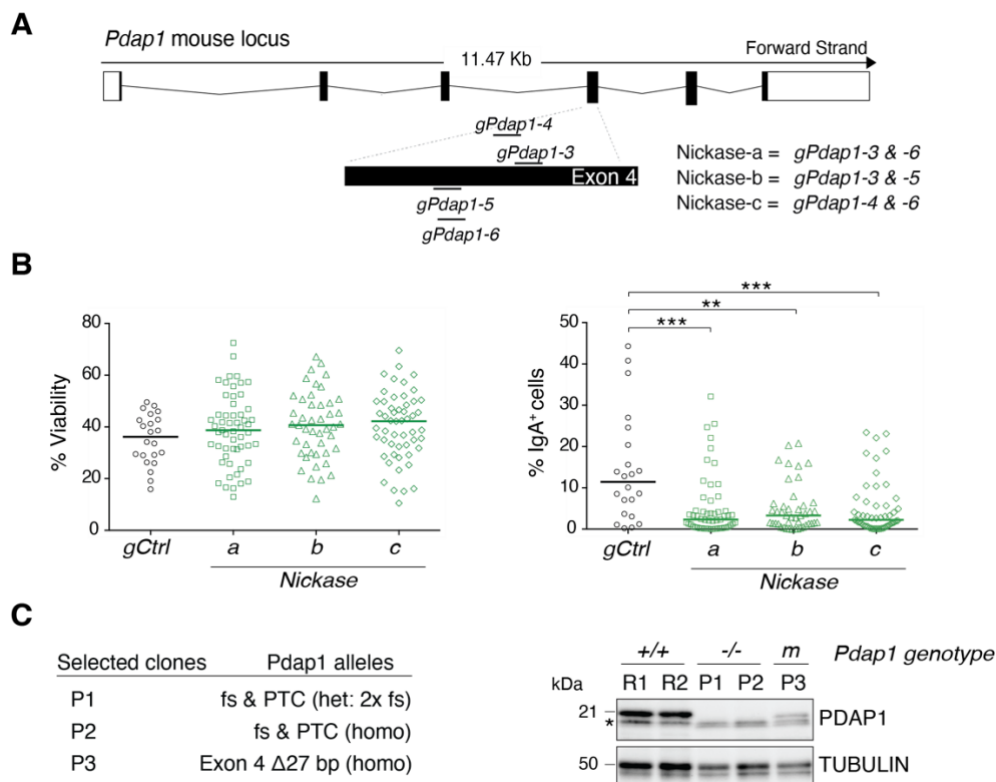 A
Pdap1 mouse locus
11.47 Kb
Forward Strand
gPdap1-4
gPdap1-3
Exon 4
gPdap1-5
gPdap1-6
Nickase-a = gPdap1-3 & -6
Nickase-b = gPdap1-3 & -5
Nickase-c = gPdap1-4 & -6
B
% Viability
80
60
40
20
0
gCtrl a b c
Nickase
% IgA+ cells
50
40
30
20
10
0
***
**
***
gCtrl a b c
Nickase
C
Selected clones Pdap1 alleles
P1 fs & PTC (het: 2x fs)
P2 fs & PTC (homo)
P3 Exon 4 Δ27 bp (homo)
+/+ -/- m Pdap1 genotype
kDa R1 R2 P1 P2 P3
21 PDAP1
*
50 TUBULIN